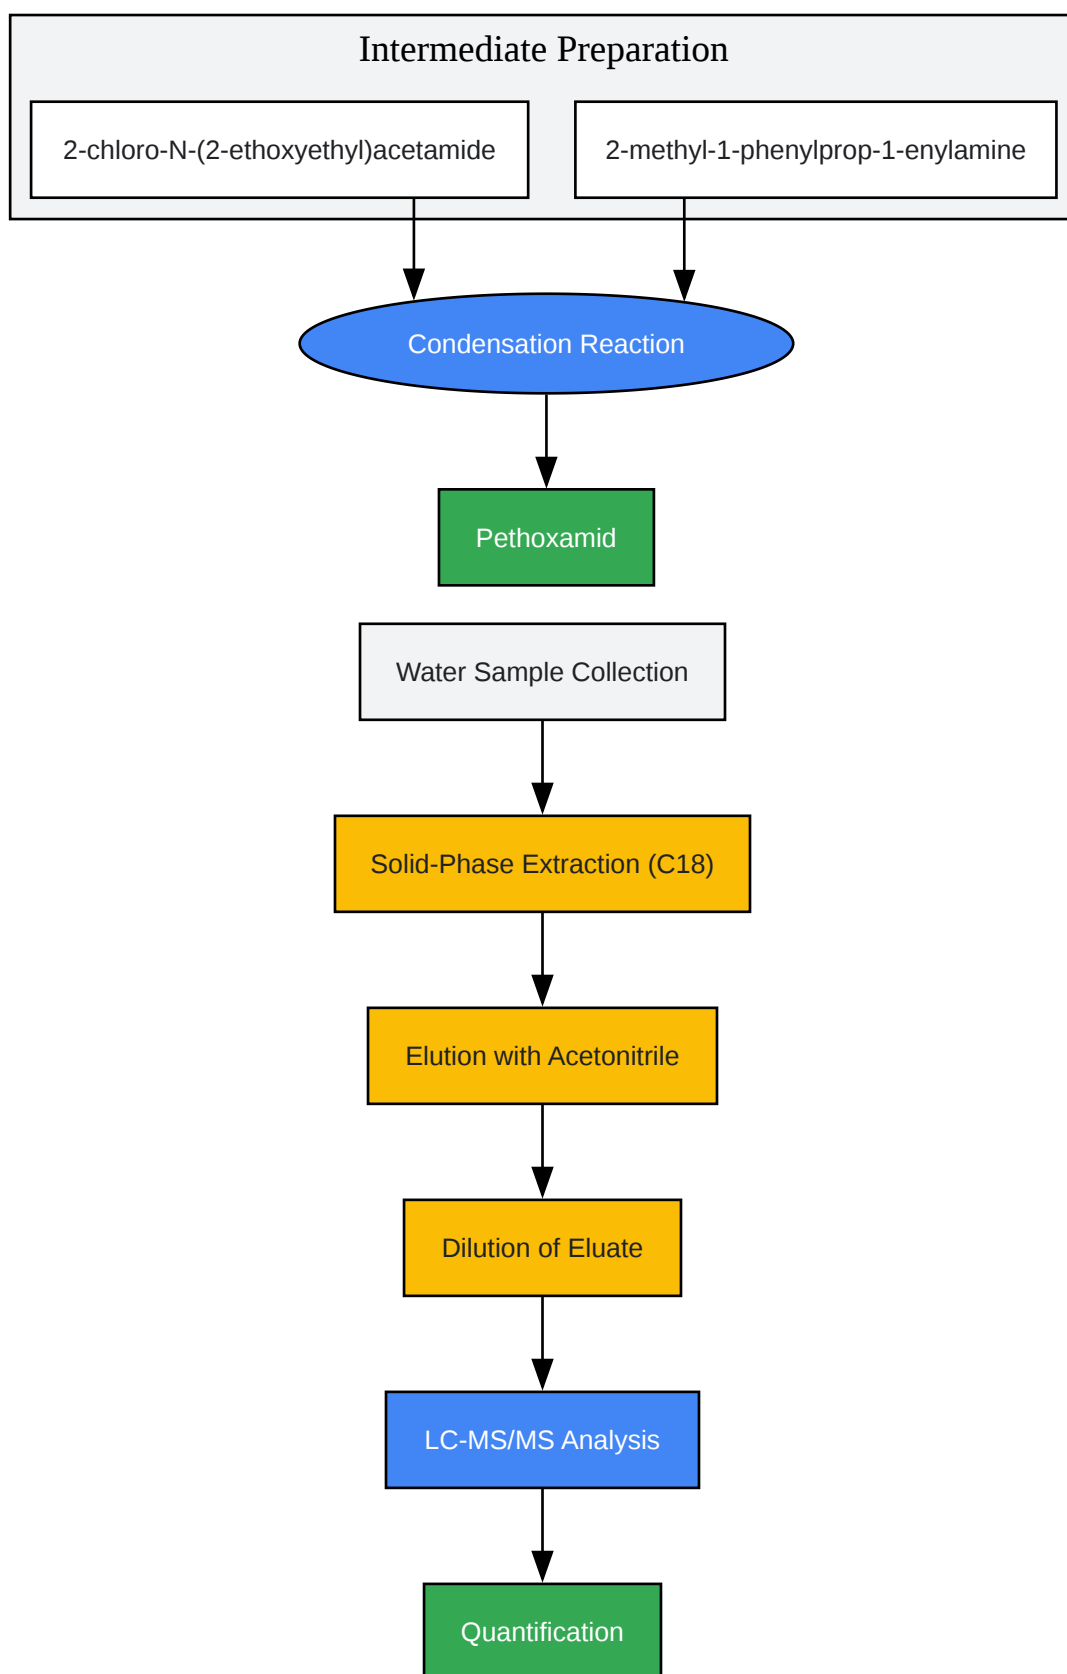 Intermediate Preparation
2-chloro-N-(2-ethoxyethyl)acetamide
2-methyl-1-phenylprop-1-enylamine
Condensation Reaction
Pethoxamid
Water Sample Collection
Solid-Phase Extraction (C18)
Elution with Acetonitrile
Dilution of Eluate
LC-MS/MS Analysis
Quantification